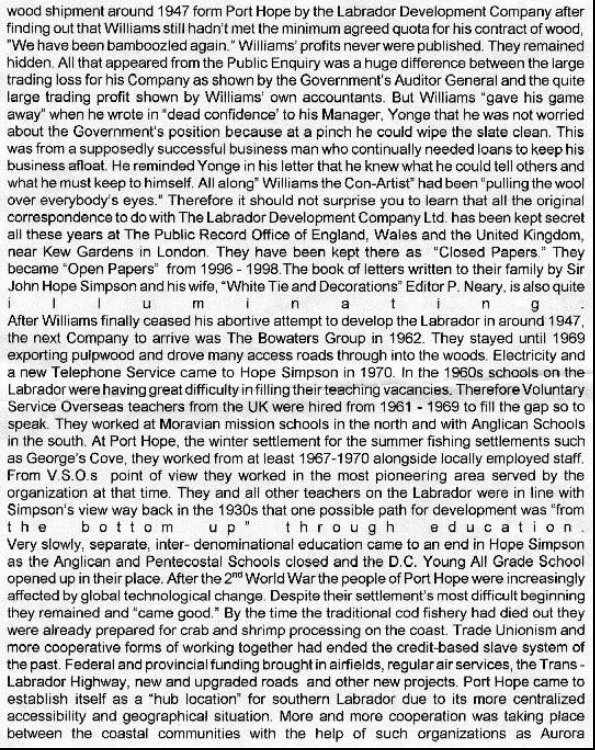 wood shipment around 1947 form Port Hope by the Labrador Development Company after
finding out that Williams still hadn't met the minimum agreed quota for his contract of wood,
"We have been bamboozled again." Williams' profits never were published. They remained
hidden. All that appeared from the Public Enquiry was a huge difference between the large
trading loss for his Company as shown by the Government's Auditor General and the quite
large trading profit shown by Williams' own accountants. But Williams "gave his game
away" when he wrote in "dead confidence' to his Manager, Yonge that he was not worried
about the Government's position because at a pinch he could wipe the slate clean. This
was from a supposedly successful business man who continually needed loans to keep his
business afloat. He reminded Yonge in his letter that he knew what he could tell others and
what he must keep to himself. All along" Williams the Con-Artist" had been "pulling the wool
over everybody's eyes." Therefore it should not surprise you to learn that all the original
correspondence to do with The Labrador Development Company Ltd. has been kept secret
all these years at The Public Record Office of England, Wales and the United Kingdom,
near Kew Gardens in London. They have been kept there as "Closed Papers." They
became "Open Papers" from 1996 - 1998.The book of letters written to their family by Sir
John Hope Simpson and his wife, "White Tie and Decorations" Editor P. Neary, is also quite
i l l u m i n a t i n g .
After Williams finally ceased his abortive attempt to develop the Labrador in around 1947,
the next Company to arrive was The Bowaters Group in 1962. They stayed until 1969
exporting pulpwood and drove many access roads through into the woods. Electricity and
a new Telephone Service came to Hope Simpson in 1970. In the 1960s schools on the
Labrador were having great difficulty in filling their teaching vacancies. Therefore Voluntary
Service Overseas teachers from the UK were hired from 1961 - 1969 to fill the gap so to
speak. They worked at Moravian mission schools in the north and with Anglican Schools
in the south. At Port Hope, the winter settlement for the summer fishing settlements such
as George's Cove, they worked from at least 1967-1970 alongside locally employed staff.
From V.S.O.s point of view they worked in the most pioneering area served by the
organization at that time. They and all other teachers on the Labrador were in line with
Simpson's view way back in the 1930s that one possible path for development was "from
t h e b o t t o m u p " t h r o u g h e d u c a t i o n .
Very slowly, separate, inter- denominational education came to an end in Hope Simpson
as the Anglican and Pentecostal Schools closed and the D.C. Young All Grade School
opened up in their place. After the 2nd World War the people of Port Hope were increasingly
affected by global technological change. Despite their settlement's most difficult beginning
they remained and "came good." By the time the traditional cod fishery had died out they
were already prepared for crab and shrimp processing on the coast. Trade Unionism and
more cooperative forms of working together had ended the credit-based slave system of
the past. Federal and provincial funding brought in airfields, regular air services, the Trans -
Labrador Highway, new and upgraded roads and other new projects. Port Hope came to
establish itself as a "hub location" for southern Labrador due to its more centralized
accessibility and geographical situation. More and more cooperation was taking place
between the coastal communities with the help of such organizations as Aurora